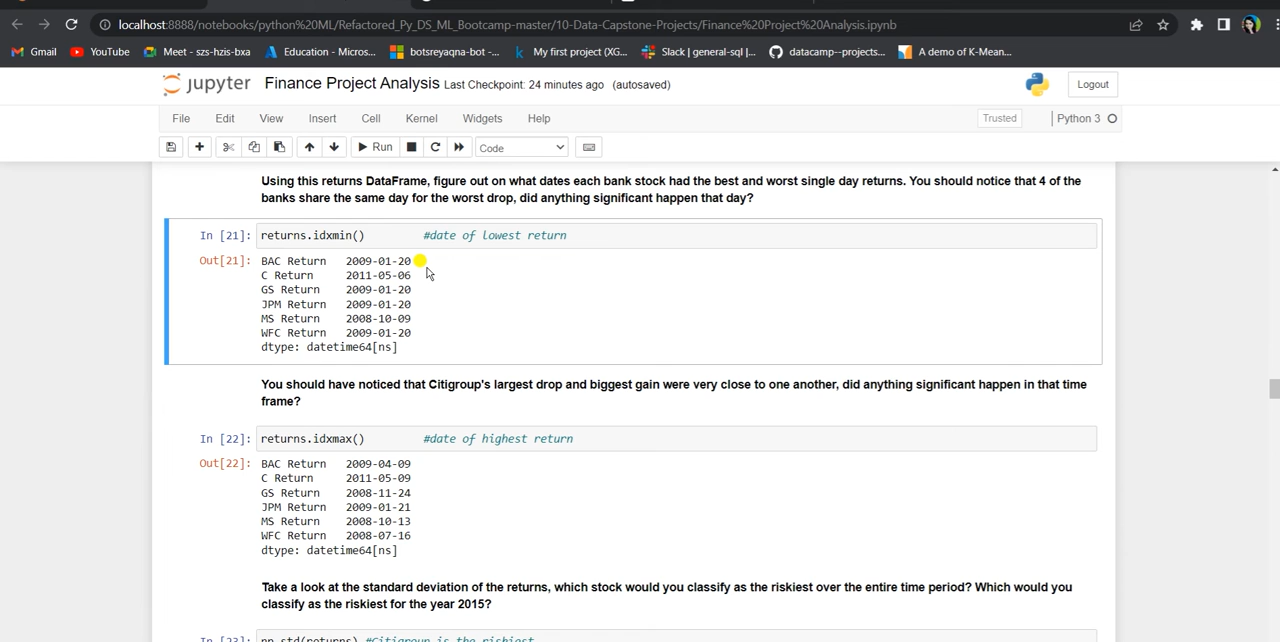 localhost:8888/notebooks/python%20ML/Refactored_Py_DS_ML_Bootcamp-master/10-Data-Capstone-Projects/Finance%20Project%20Analysis.ipynb
Gmail YouTube Meet - szs-hzis-bxa Education - Micros... botsreyaqna-bot -... My first project (XG... Slack | general-sql |... datacamp--projects... A demo of K-Mean...
jupyter Finance Project Analysis Last Checkpoint: 24 minutes ago (autosaved) Logout
File Edit View Insert Cell Kernel Widgets Help Trusted Python 3
Run Code
Using this returns DataFrame, figure out on what dates each bank stock had the best and worst single day returns. You should notice that 4 of the
banks share the same day for the worst drop, did anything significant happen that day?
In [21]: returns.idxmin() #date of lowest return
Out[21]: BAC Return 2009-01-20
C Return 2011-05-06
GS Return 2009-01-20
JPM Return 2009-01-20
MS Return 2008-10-09
WFC Return 2009-01-20
dtype: datetime64[ns]
You should have noticed that Citigroup's largest drop and biggest gain were very close to one another, did anything significant happen in that time
frame?
In [22]: returns.idxmax() #date of highest return
Out[22]: BAC Return 2009-04-09
C Return 2011-05-09
GS Return 2008-11-24
JPM Return 2009-01-21
MS Return 2008-10-13
WFC Return 2008-07-16
dtype: datetime64[ns]
Take a look at the standard deviation of the returns, which stock would you classify as the riskiest over the entire time period? Which would you
classify as the riskiest for the year 2015?
In [23]: np.std(returns) #Citigroup is the riskiest